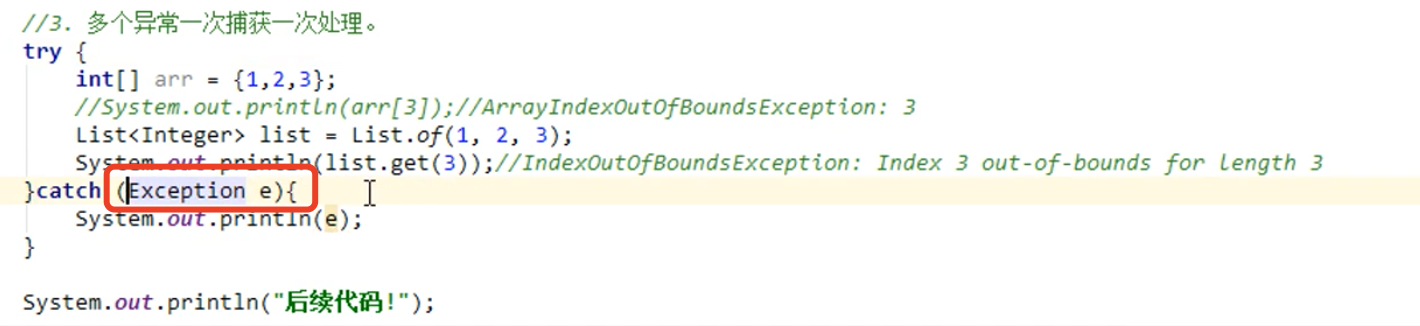 //3. 多个异常一次捕获一次处理。
try {
int[] arr = {1,2,3};
//System.out.println(arr[3]);//ArrayIndexOutOfBoundsException: 3
List<Integer> list = List.of(1, 2, 3);
System.out.println(list.get(3));//IndexOutOfBoundsException: Index 3 out-of-bounds for length 3
}catch (Exception e){
System.out.println(e);
}
System.out.println("后续代码!");